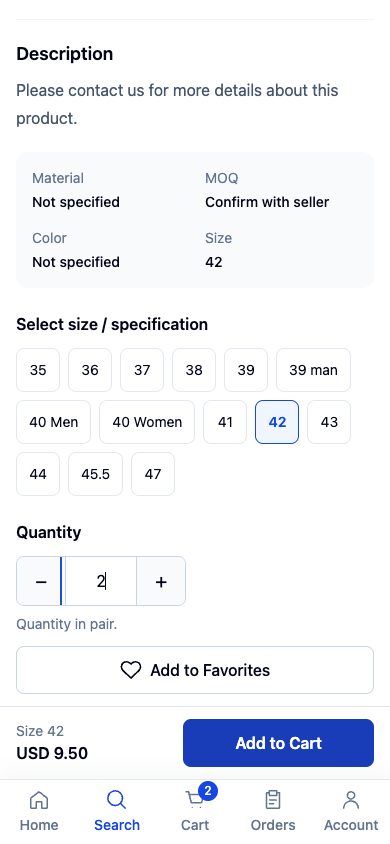 Description
Please contact us for more details about this
product.
Material MOQ
Not specified Confirm with seller
Color Size
Not specified 42
Select size / specification
35 36 37 38 39 39 man
40 Men 40 Women 41 42 43
44 45.5 47
Quantity
− 2 +
Quantity in pair.
Add to Favorites
Size 42
USD 9.50
Add to Cart
2
Home Search Cart Orders Account